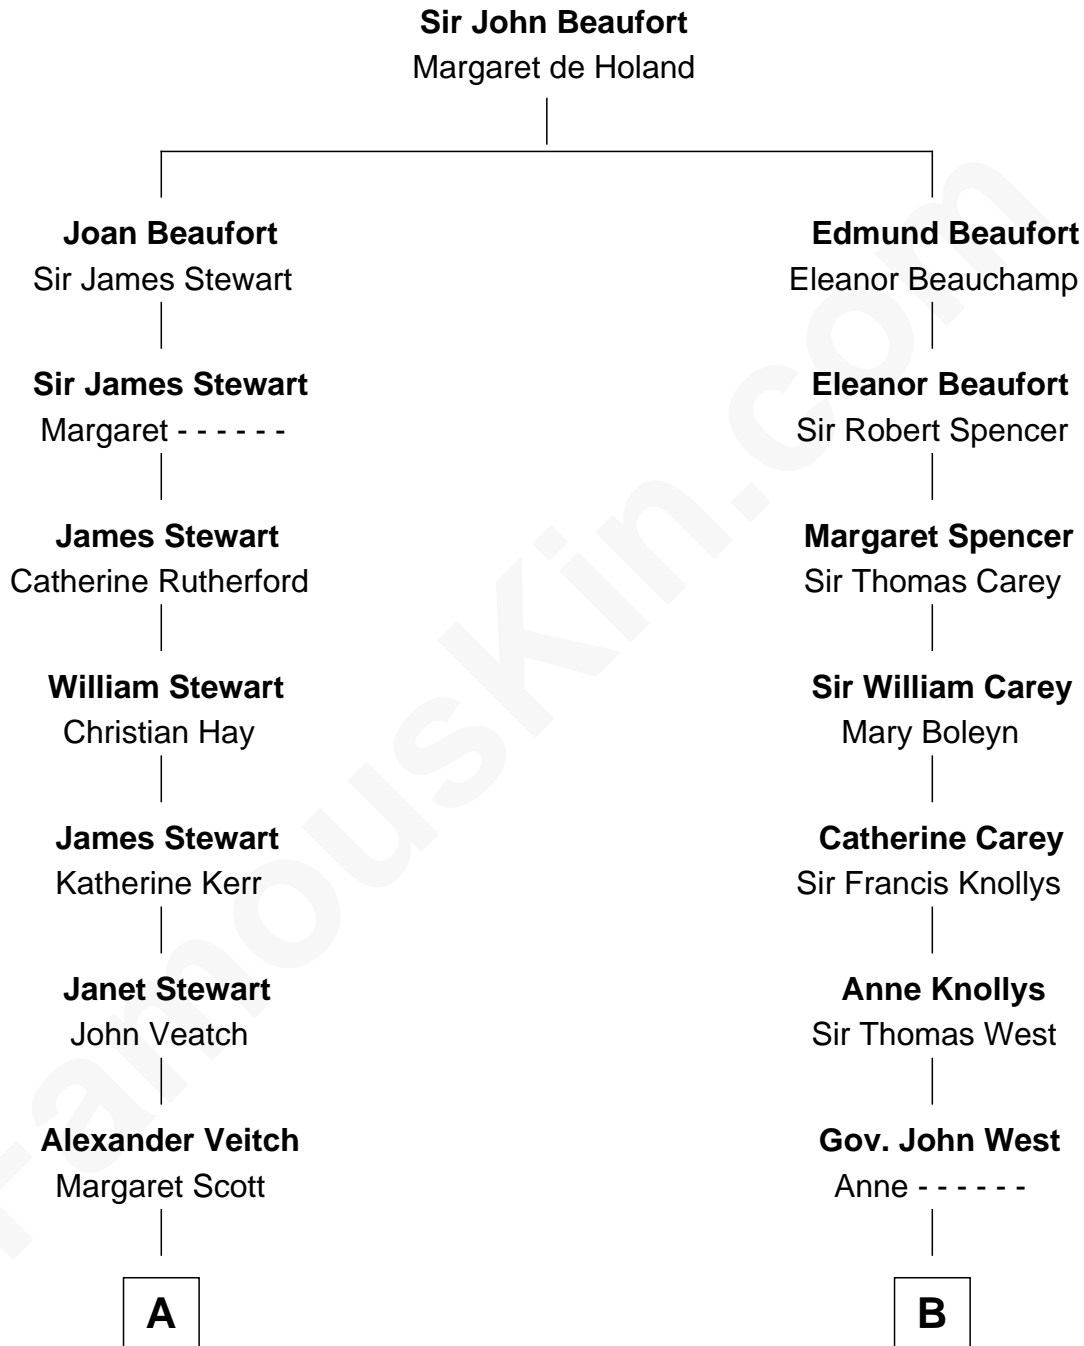 Sir John Beaufort
Margaret de Holand
Joan Beaufort
Sir James Stewart
Edmund Beaufort
Eleanor Beauchamp
Sir James Stewart
Margaret - - - - - -
Eleanor Beaufort
Sir Robert Spencer
James Stewart
Catherine Rutherford
Margaret Spencer
Sir Thomas Carey
William Stewart
Christian Hay
Sir William Carey
Mary Boleyn
James Stewart
Katherine Kerr
Catherine Carey
Sir Francis Knollys
Janet Stewart
John Veatch
Anne Knollys
Sir Thomas West
Alexander Veitch
Margaret Scott
Gov. John West
Anne - - - - - -
A
B
FamousKin.com